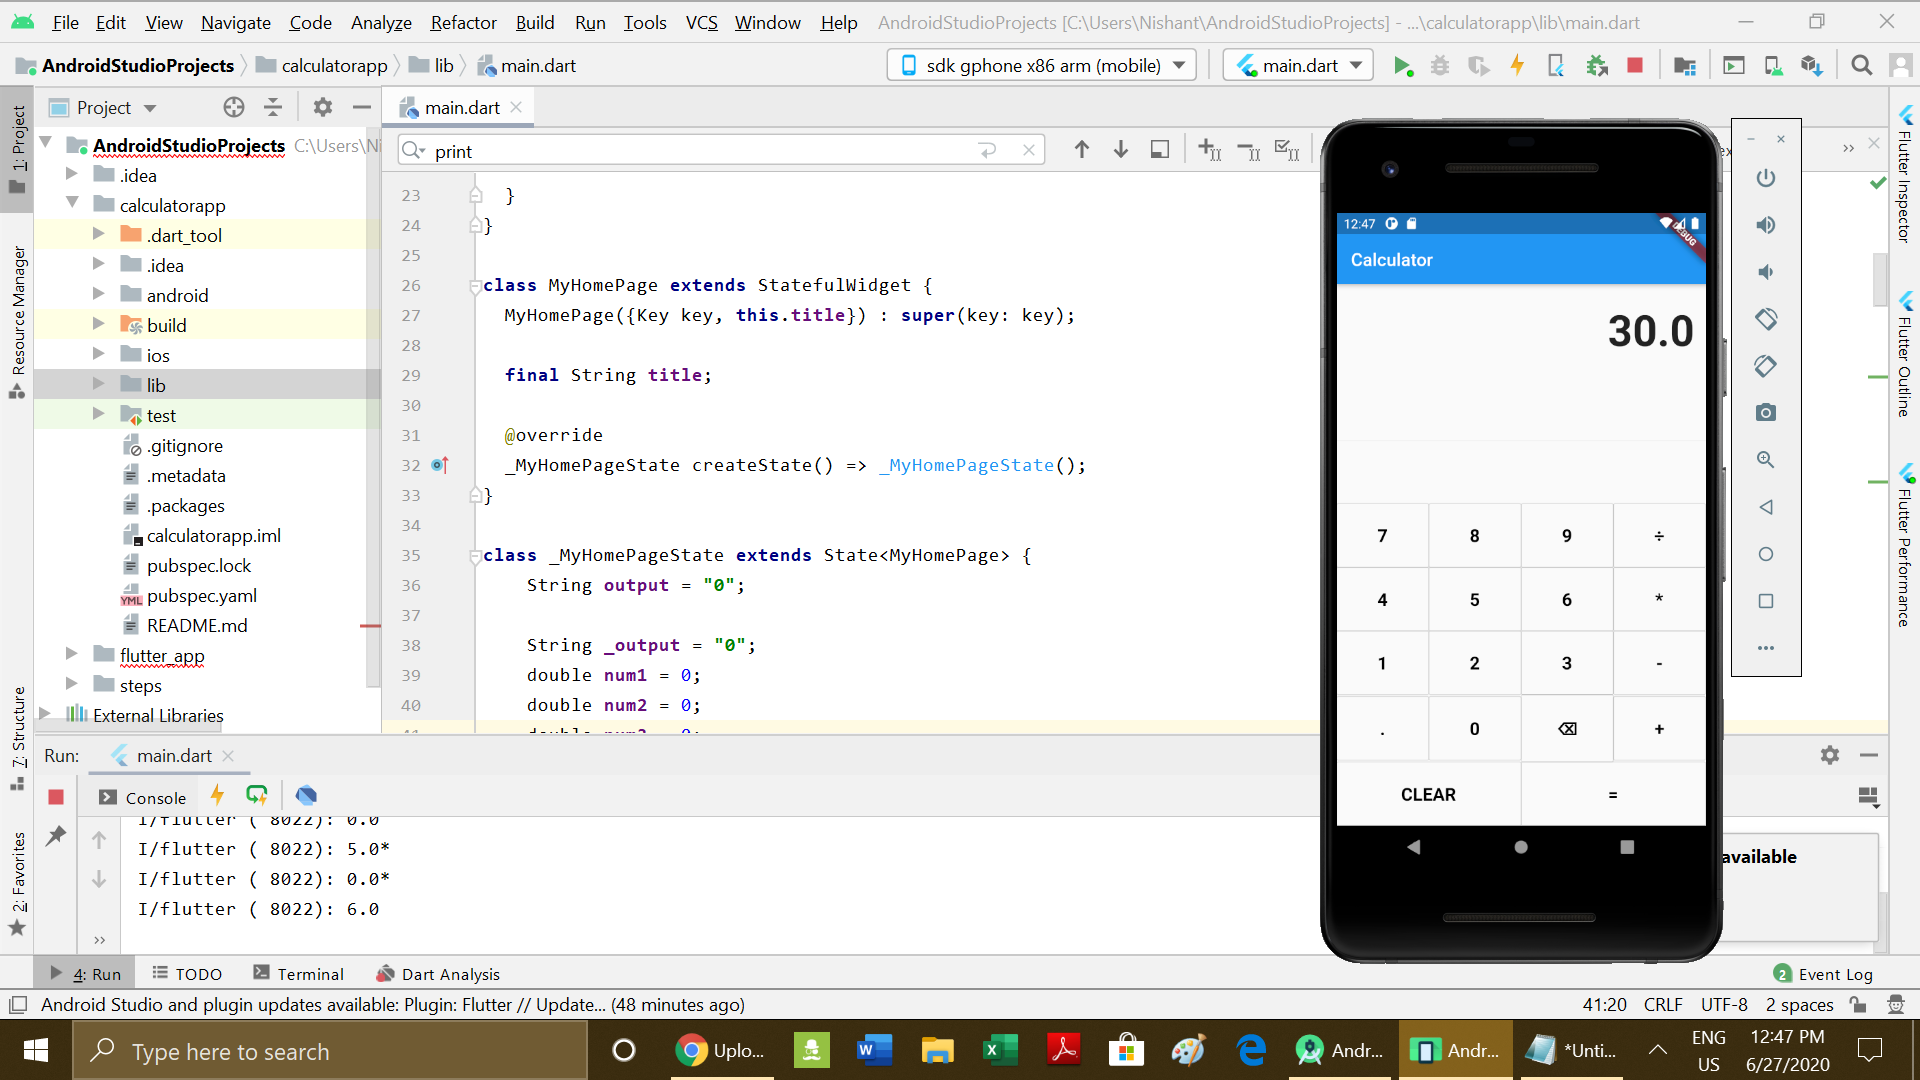 File Edit View Navigate Code Analyze Refactor Build Run Tools VCS Window Help AndroidStudioProjects [C:\Users\Nishant\AndroidStudioProjects] - ...\calculatorapp\lib\main.dart
AndroidStudioProjects calculatorapp lib main.dart sdk gphone x86 arm (mobile) main.dart
1: Project
Resource Manager
7: Structure
2: Favorites
Project
AndroidStudioProjects C:\Users\Ni
.idea
calculatorapp
.dart_tool
.idea
android
build
ios
lib
test
.gitignore
.metadata
.packages
calculatorapp.iml
pubspec.lock
pubspec.yaml
README.md
flutter_app
steps
External Libraries
main.dart
print
23 }
24 }
25
26 class MyHomePage extends StatefulWidget {
27 MyHomePage({Key key, this.title}) : super(key: key);
28
29 final String title;
30
31 @override
32 _MyHomePageState createState() => _MyHomePageState();
33 }
34
35 class _MyHomePageState extends State<MyHomePage> {
36 String output = "0";
37
38 String _output = "0";
39 double num1 = 0;
40 double num2 = 0;
12:47
DEBUG
Calculator
30.0
7 8 9 ÷
4 5 6 *
1 2 3 -
. 0 ⌫ +
CLEAR =
Flutter Inspector
Flutter Outline
Flutter Performance
Run: main.dart
Console
I/flutter ( 8022): 0.0
I/flutter ( 8022): 5.0*
I/flutter ( 8022): 0.0*
I/flutter ( 8022): 6.0
available
4: Run TODO Terminal Dart Analysis 2 Event Log
Android Studio and plugin updates available: Plugin: Flutter // Update... (48 minutes ago) 41:20 CRLF UTF-8 2 spaces
Type here to search Uplo... Andr... Andr... *Unti... ENG US 12:47 PM 6/27/2020